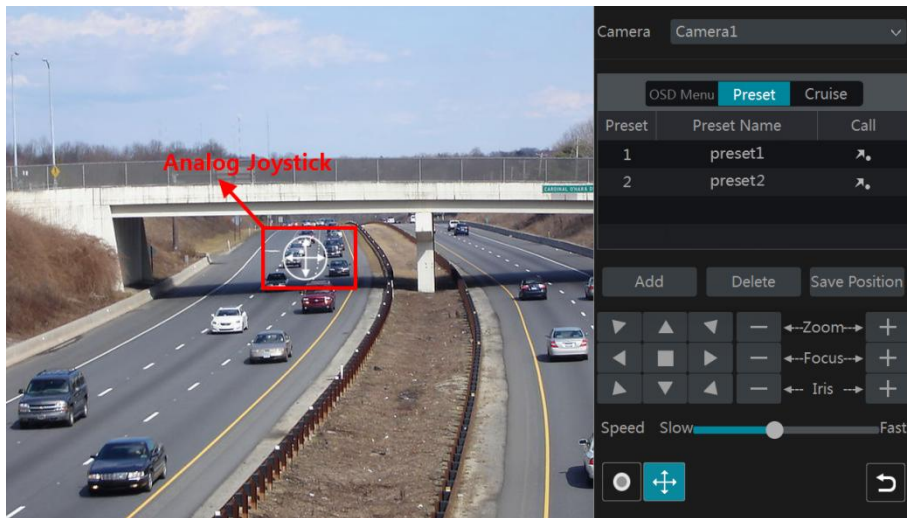 Camera Camera1
OSD Menu Preset Cruise
Preset Preset Name Call
1 preset1
2 preset2
Analog Joystick
CARDINAL O'HARA
Add Delete Save Position
Zoom
Focus
Iris
Speed Slow Fast